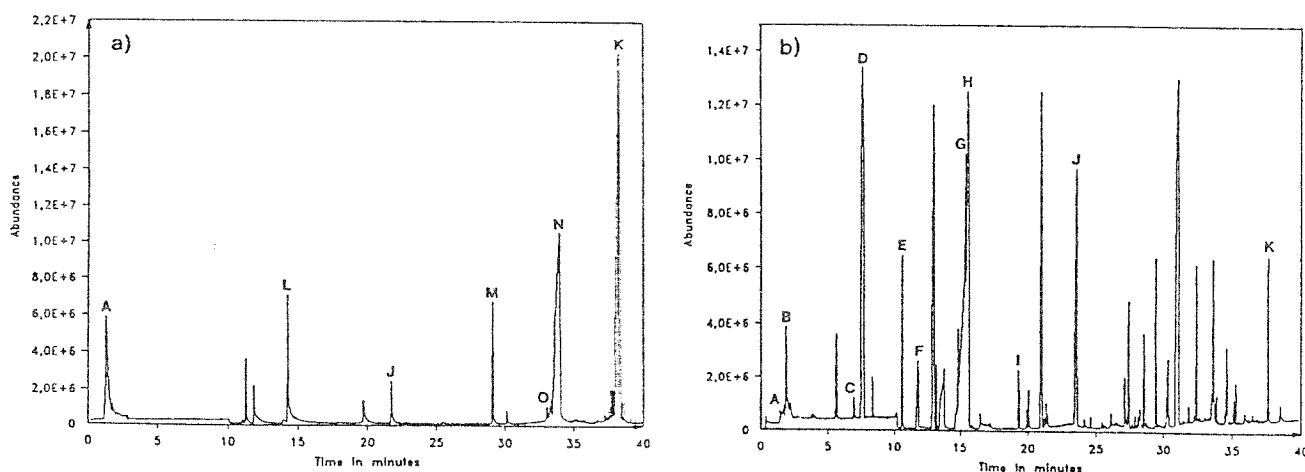 a)
2,2E+7
2,0E+7
1,8E+7
1,6E+7
1,4E+7
1,2E+7
1,0E+7
8,0E+6
6,0E+6
4,0E+6
2,0E+6
0
Abundance
A
L
J
M
O
N
K
0 5 10 15 20 25 30 35 40
Time in minutes
b)
1,4E+7
1,2E+7
1,0E+7
8,0E+6
6,0E+6
4,0E+6
2,0E+6
0
Abundance
A
B
C
D
E
F
G
H
I
J
K
0 5 10 15 20 25 30 35 40
Time in minutes